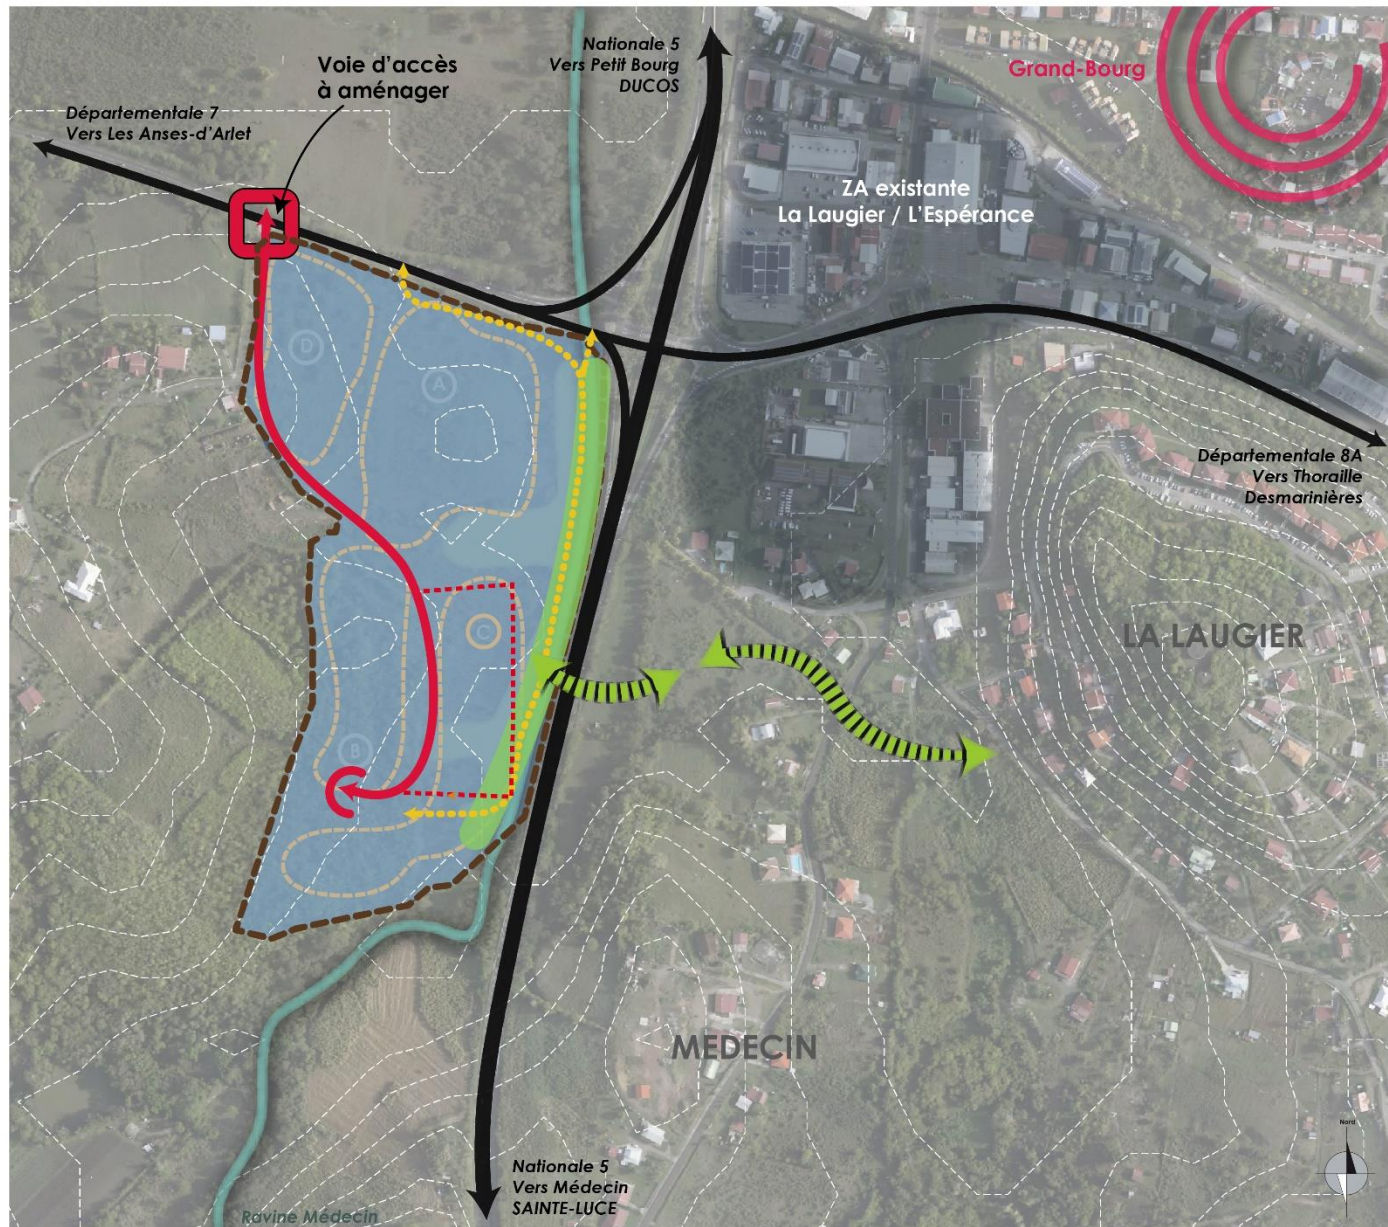 Nationale 5
Vers Petit Bourg
DUCOS
Voie d'accès
à aménager
Départementale 7
Vers Les Anses-d'Arlet
Grand-Bourg
ZA existante
La Laugier / L'Espérance
D
A
Départementale 8A
Vers Thoraille
Desmarinières
C
LA LAUGIER
B
MEDECIN
Nationale 5
Vers Médecin
SAINTE-LUCE
Ravine Médecin
Nord